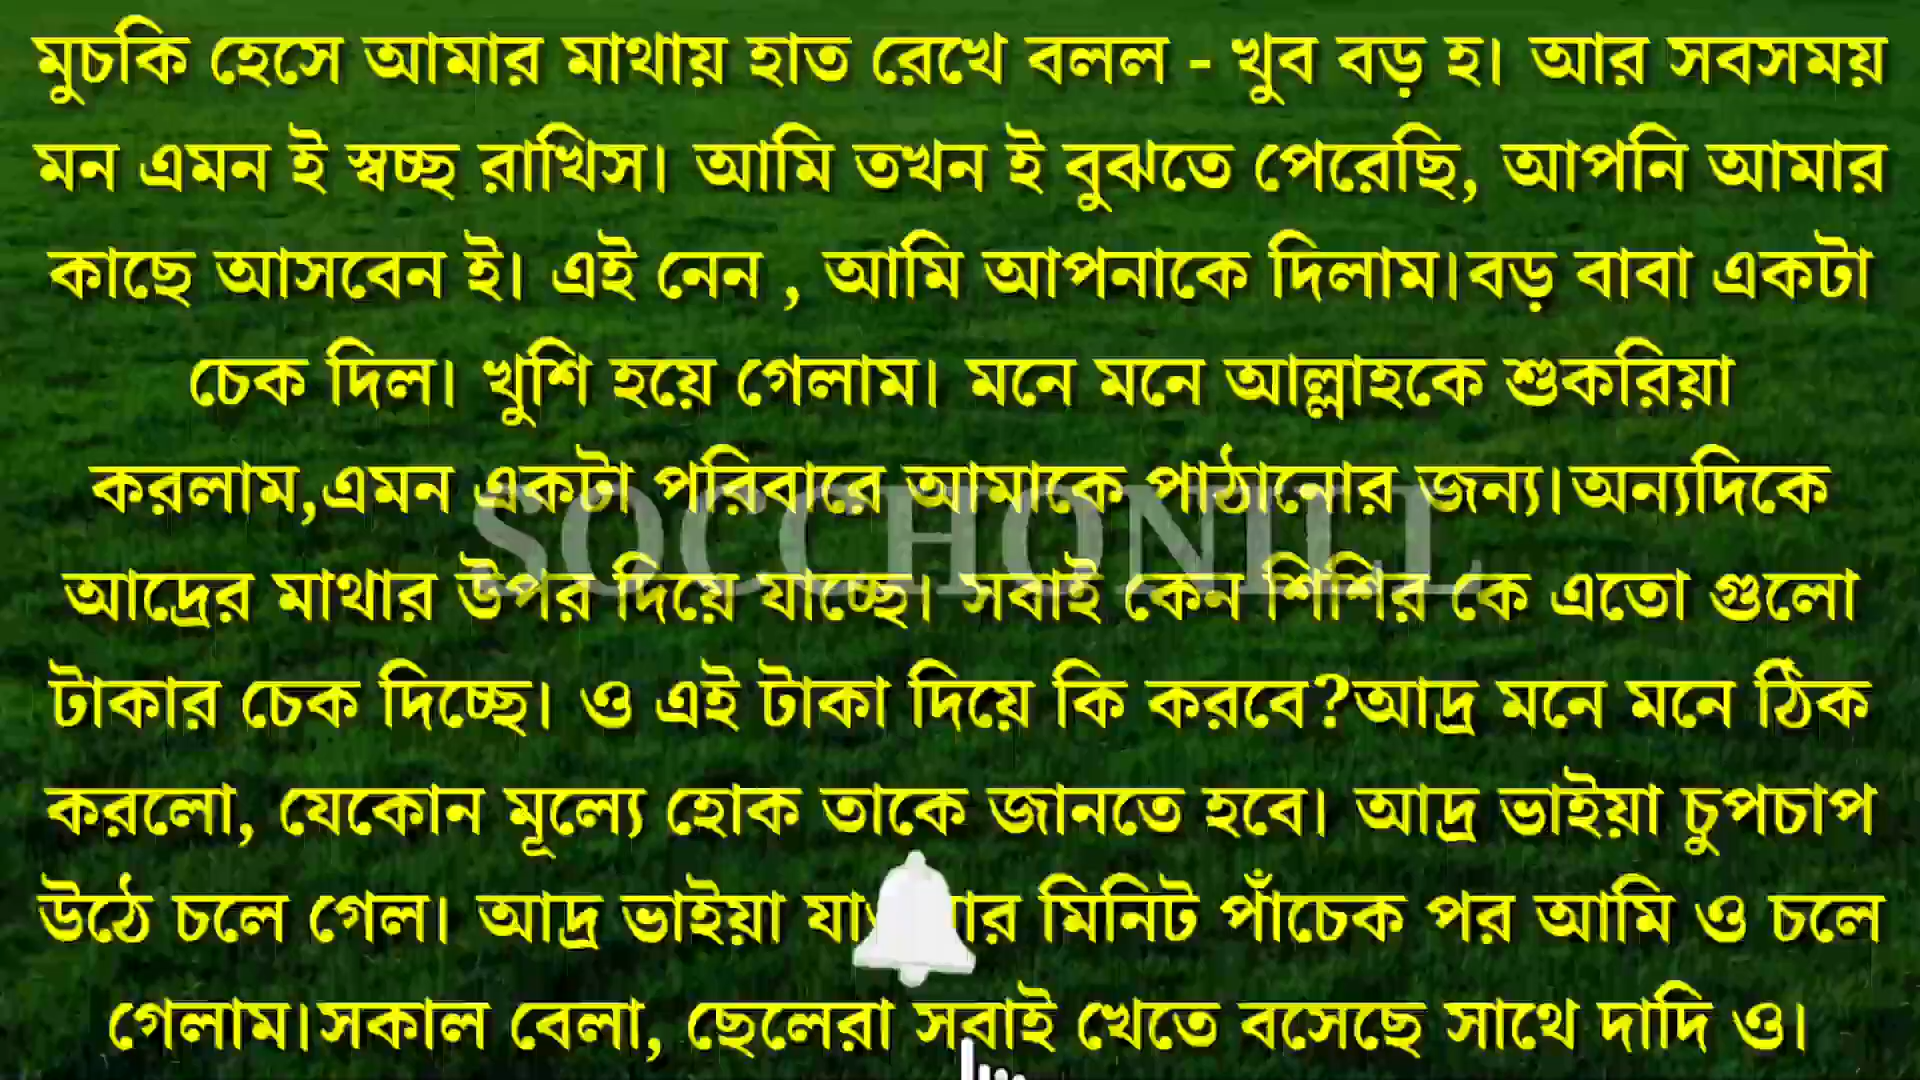 মুচকি হেসে আমার মাথায় হাত রেখে বলল - খুব বড় হ। আর সবসময়
মন এমন ই স্বচ্ছ রাখিস। আমি তখন ই বুঝতে পেরেছি, আপনি আমার
কাছে আসবেন ই। এই নেন , আমি আপনাকে দিলাম।বড় বাবা একটা
চেক দিল। খুশি হয়ে গেলাম। মনে মনে আল্লাহকে শুকরিয়া
করলাম,এমন একটা পরিবারে আমাকে পাঠানোর জন্য।অন্যদিকে
SOCCHONILL
আদ্রের মাথার উপর দিয়ে যাচ্ছে। সবাই কেন শিশির কে এতো গুলো
টাকার চেক দিচ্ছে। ও এই টাকা দিয়ে কি করবে?আদ্র মনে মনে ঠিক
করলো, যেকোন মূল্যে হোক তাকে জানতে হবে। আদ্র ভাইয়া চুপচাপ
উঠে চলে গেল। আদ্র ভাইয়া মিনিট পাঁচেক পর আমি ও চলে
গেলাম।সকাল বেলা, ছেলেরা সবাই খেতে বসেছে সাথে দাদি ও।